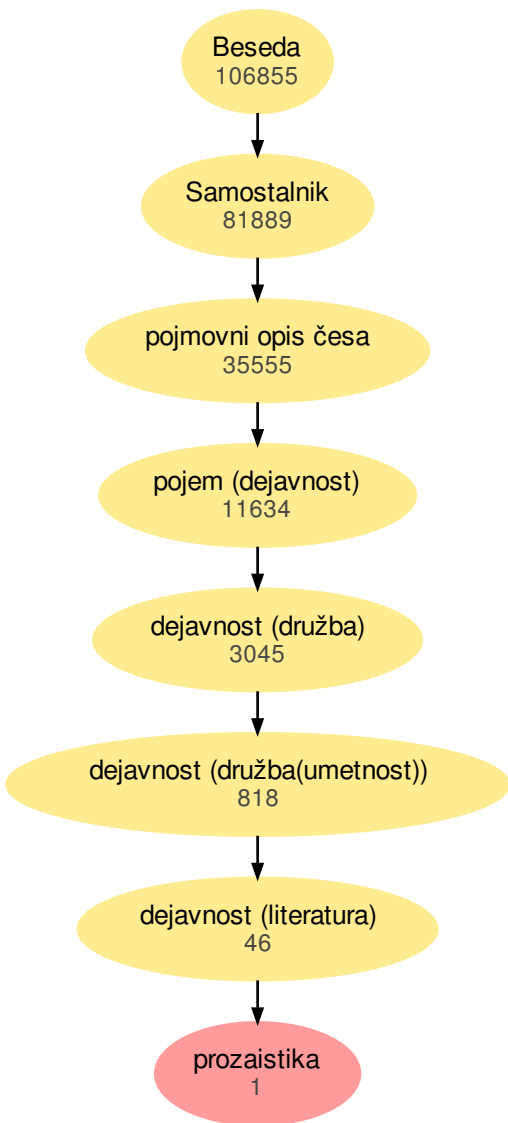 Beseda
106855
Samostalnik
81889
pojmovni opis česa
35555
pojem (dejavnost)
11634
dejavnost (družba)
3045
dejavnost (družba(umetnost))
818
dejavnost (literatura)
46
prozaistika
1